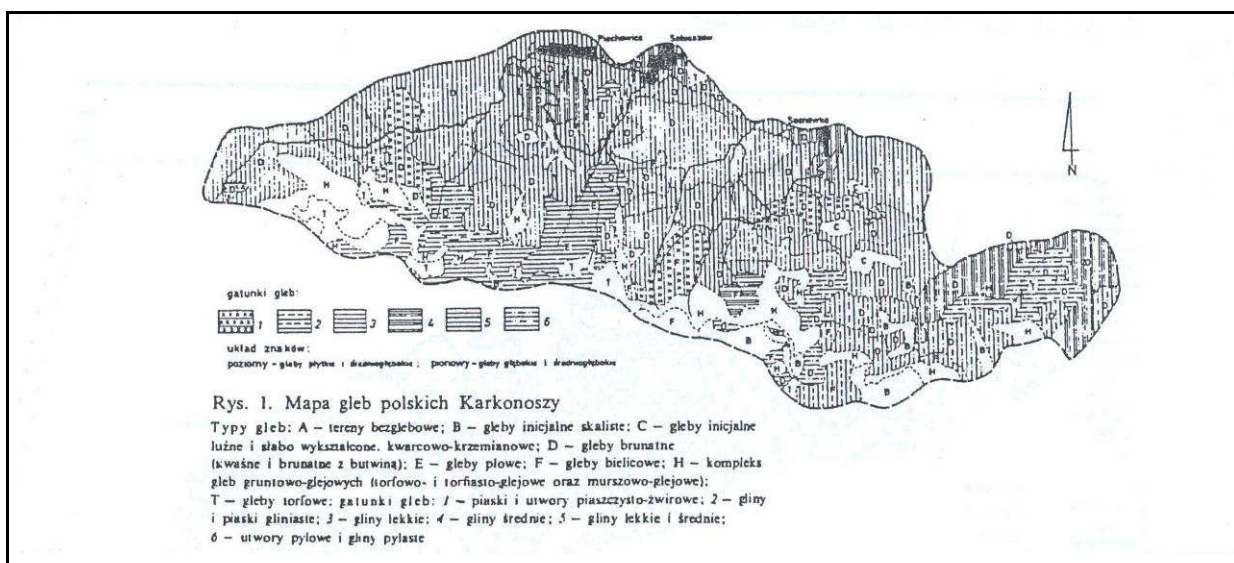 Piechowice Sobieszów
Sosnówka
N
gatunki gleb:
1 2 3 4 5 6
układ znaków:
poziomy - gleby płytkie i średniogłębokie; pionowy - gleby głębokie i średniogłębokie
Rys. 1. Mapa gleb polskich Karkonoszy
Typy gleb: A — tereny bezglebowe; B — gleby inicjalne skaliste; C — gleby inicjalne
luźne i słabo wykształcone, kwarcowo-krzemianowe; D — gleby brunatne
(kwaśne i brunatne z butwiną); E — gleby płowe; F — gleby bielicowe; H — kompleks
gleb gruntowo-glejowych (torfowo- i torfiasto-glejowe oraz murszowo-glejowe);
T — gleby torfowe; gatunki gleb: 1 — piaski i utwory piaszczysto-żwirowe; 2 — gliny
i piaski gliniaste; 3 — gliny lekkie; 4 — gliny średnie; 5 — gliny lekkie i średnie;
6 — utwory pyłowe i gliny pylaste